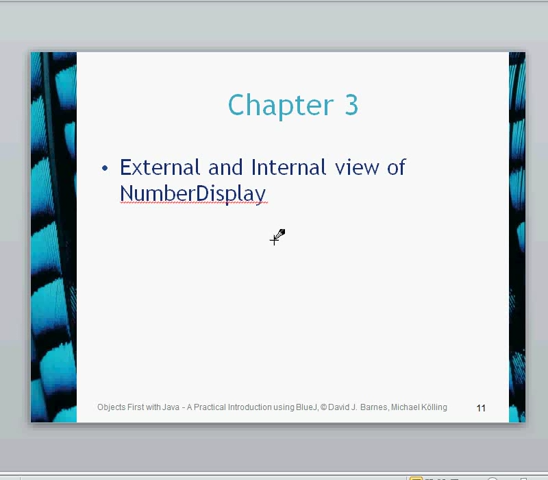 Chapter 3
• External and Internal view of
NumberDisplay
Objects First with Java - A Practical Introduction using BlueJ, © David J. Barnes, Michael Kölling
11